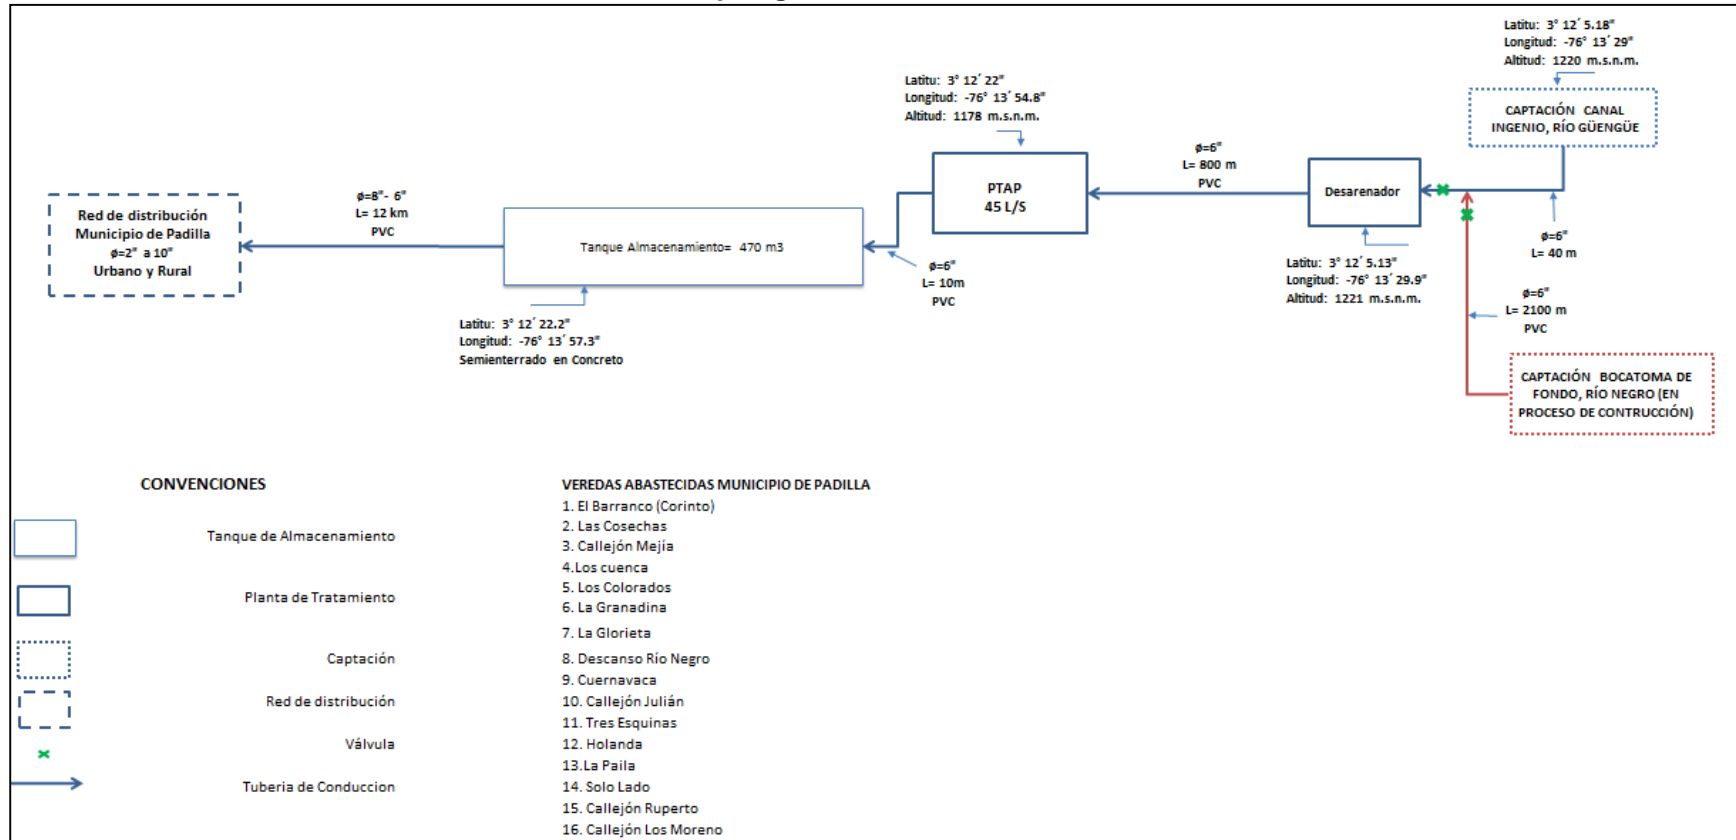 Latitu: 3° 12´ 5.18"
Longitud: -76° 13´ 29"
Altitud: 1220 m.s.n.m.
CAPTACIÓN CANAL
INGENIO, RÍO GÜENGÜE
Latitu: 3° 12´ 22"
Longitud: -76° 13´ 54.8"
Altitud: 1178 m.s.n.m.
PTAP
45 L/S
ø=6"
L= 800 m
PVC
Desarenador
ø=6"
L= 40 m
Latitu: 3° 12´ 5.13"
Longitud: -76° 13´ 29.9"
Altitud: 1221 m.s.n.m.
ø=6"
L= 2100 m
PVC
CAPTACIÓN BOCATOMA DE
FONDO, RÍO NEGRO (EN
PROCESO DE CONTRUCCIÓN)
Red de distribución
Municipio de Padilla
ø=2" a 10"
Urbano y Rural
ø=8"- 6"
L= 12 km
PVC
Tanque Almacenamiento= 470 m3
ø=6"
L= 10m
PVC
Latitu: 3° 12´ 22.2"
Longitud: -76° 13´ 57.3"
Semienterrado en Concreto
CONVENCIONES
Tanque de Almacenamiento
Planta de Tratamiento
Captación
Red de distribución
Válvula
Tuberia de Conduccion
VEREDAS ABASTECIDAS MUNICIPIO DE PADILLA
1. El Barranco (Corinto)
2. Las Cosechas
3. Callejón Mejía
4.Los cuenca
5. Los Colorados
6. La Granadina
7. La Glorieta
8. Descanso Río Negro
9. Cuernavaca
10. Callejón Julián
11. Tres Esquinas
12. Holanda
13.La Paila
14. Solo Lado
15. Callejón Ruperto
16. Callejón Los Moreno